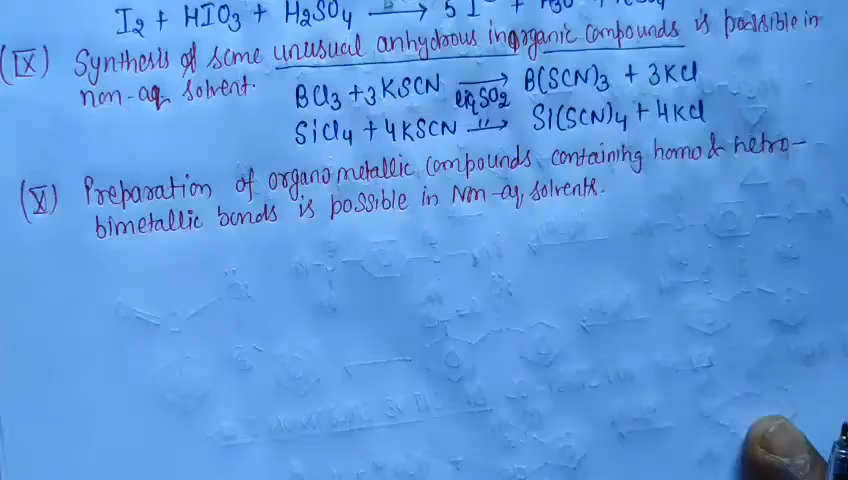 I₂ + HIO₃ + H₂SO₄ → 5 I⁺ + H₃O
(IX) Synthesis of some unusual anhydrous inorganic compounds is possible in
non-aq. solvent.
BCl₃ + 3KSCN → liq SO₂ B(SCN)₃ + 3KCl
SiCl₄ + 4KSCN → " Si(SCN)₄ + 4KCl
(X) Preparation of organometallic compounds containing homo & hetro-
bimetallic bonds is possible in Non-aq. solvents.